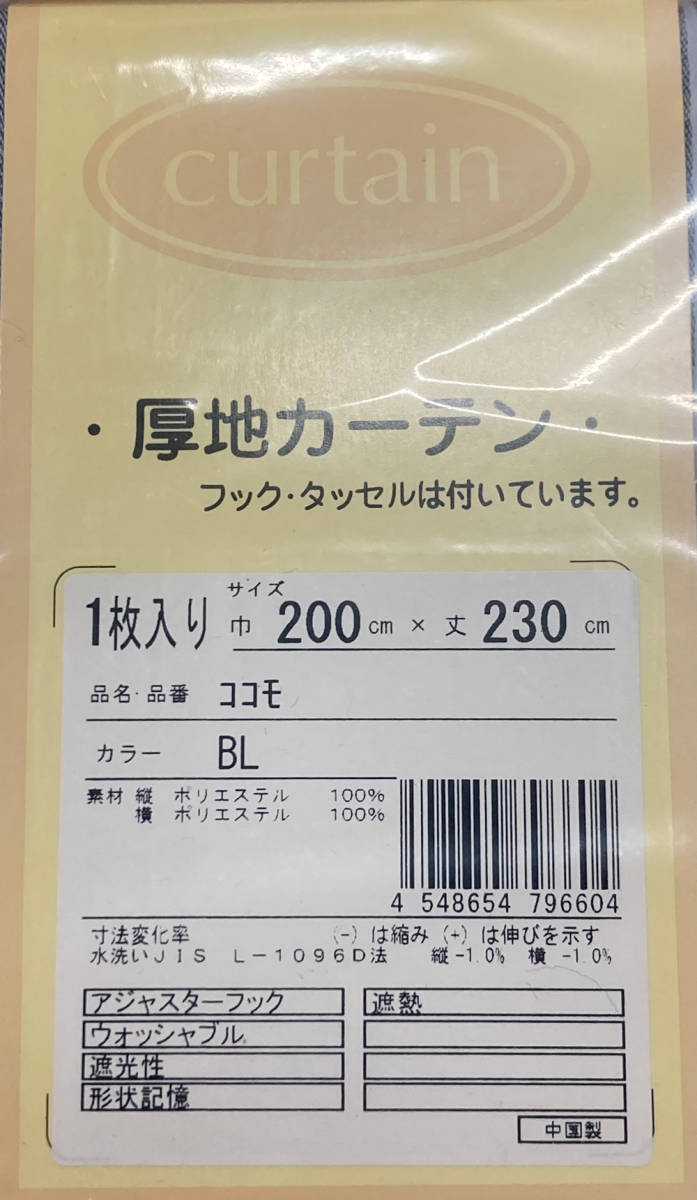 curtain
・厚地カーテン・
フック・タッセルは付いています。
サイズ
1枚入り 巾 200 cm × 丈 230 cm
品名・品番 ココモ
カラー BL
素材 縦 ポリエステル 100%
横 ポリエステル 100%
4 548654 796604
寸法変化率 (-)は縮み(+)は伸びを示す
水洗いJIS L-1096D法 縦-1.0% 横-1.0%
アジャスターフック 遮熱
ウォッシャブル
遮光性
形状記憶
中国製